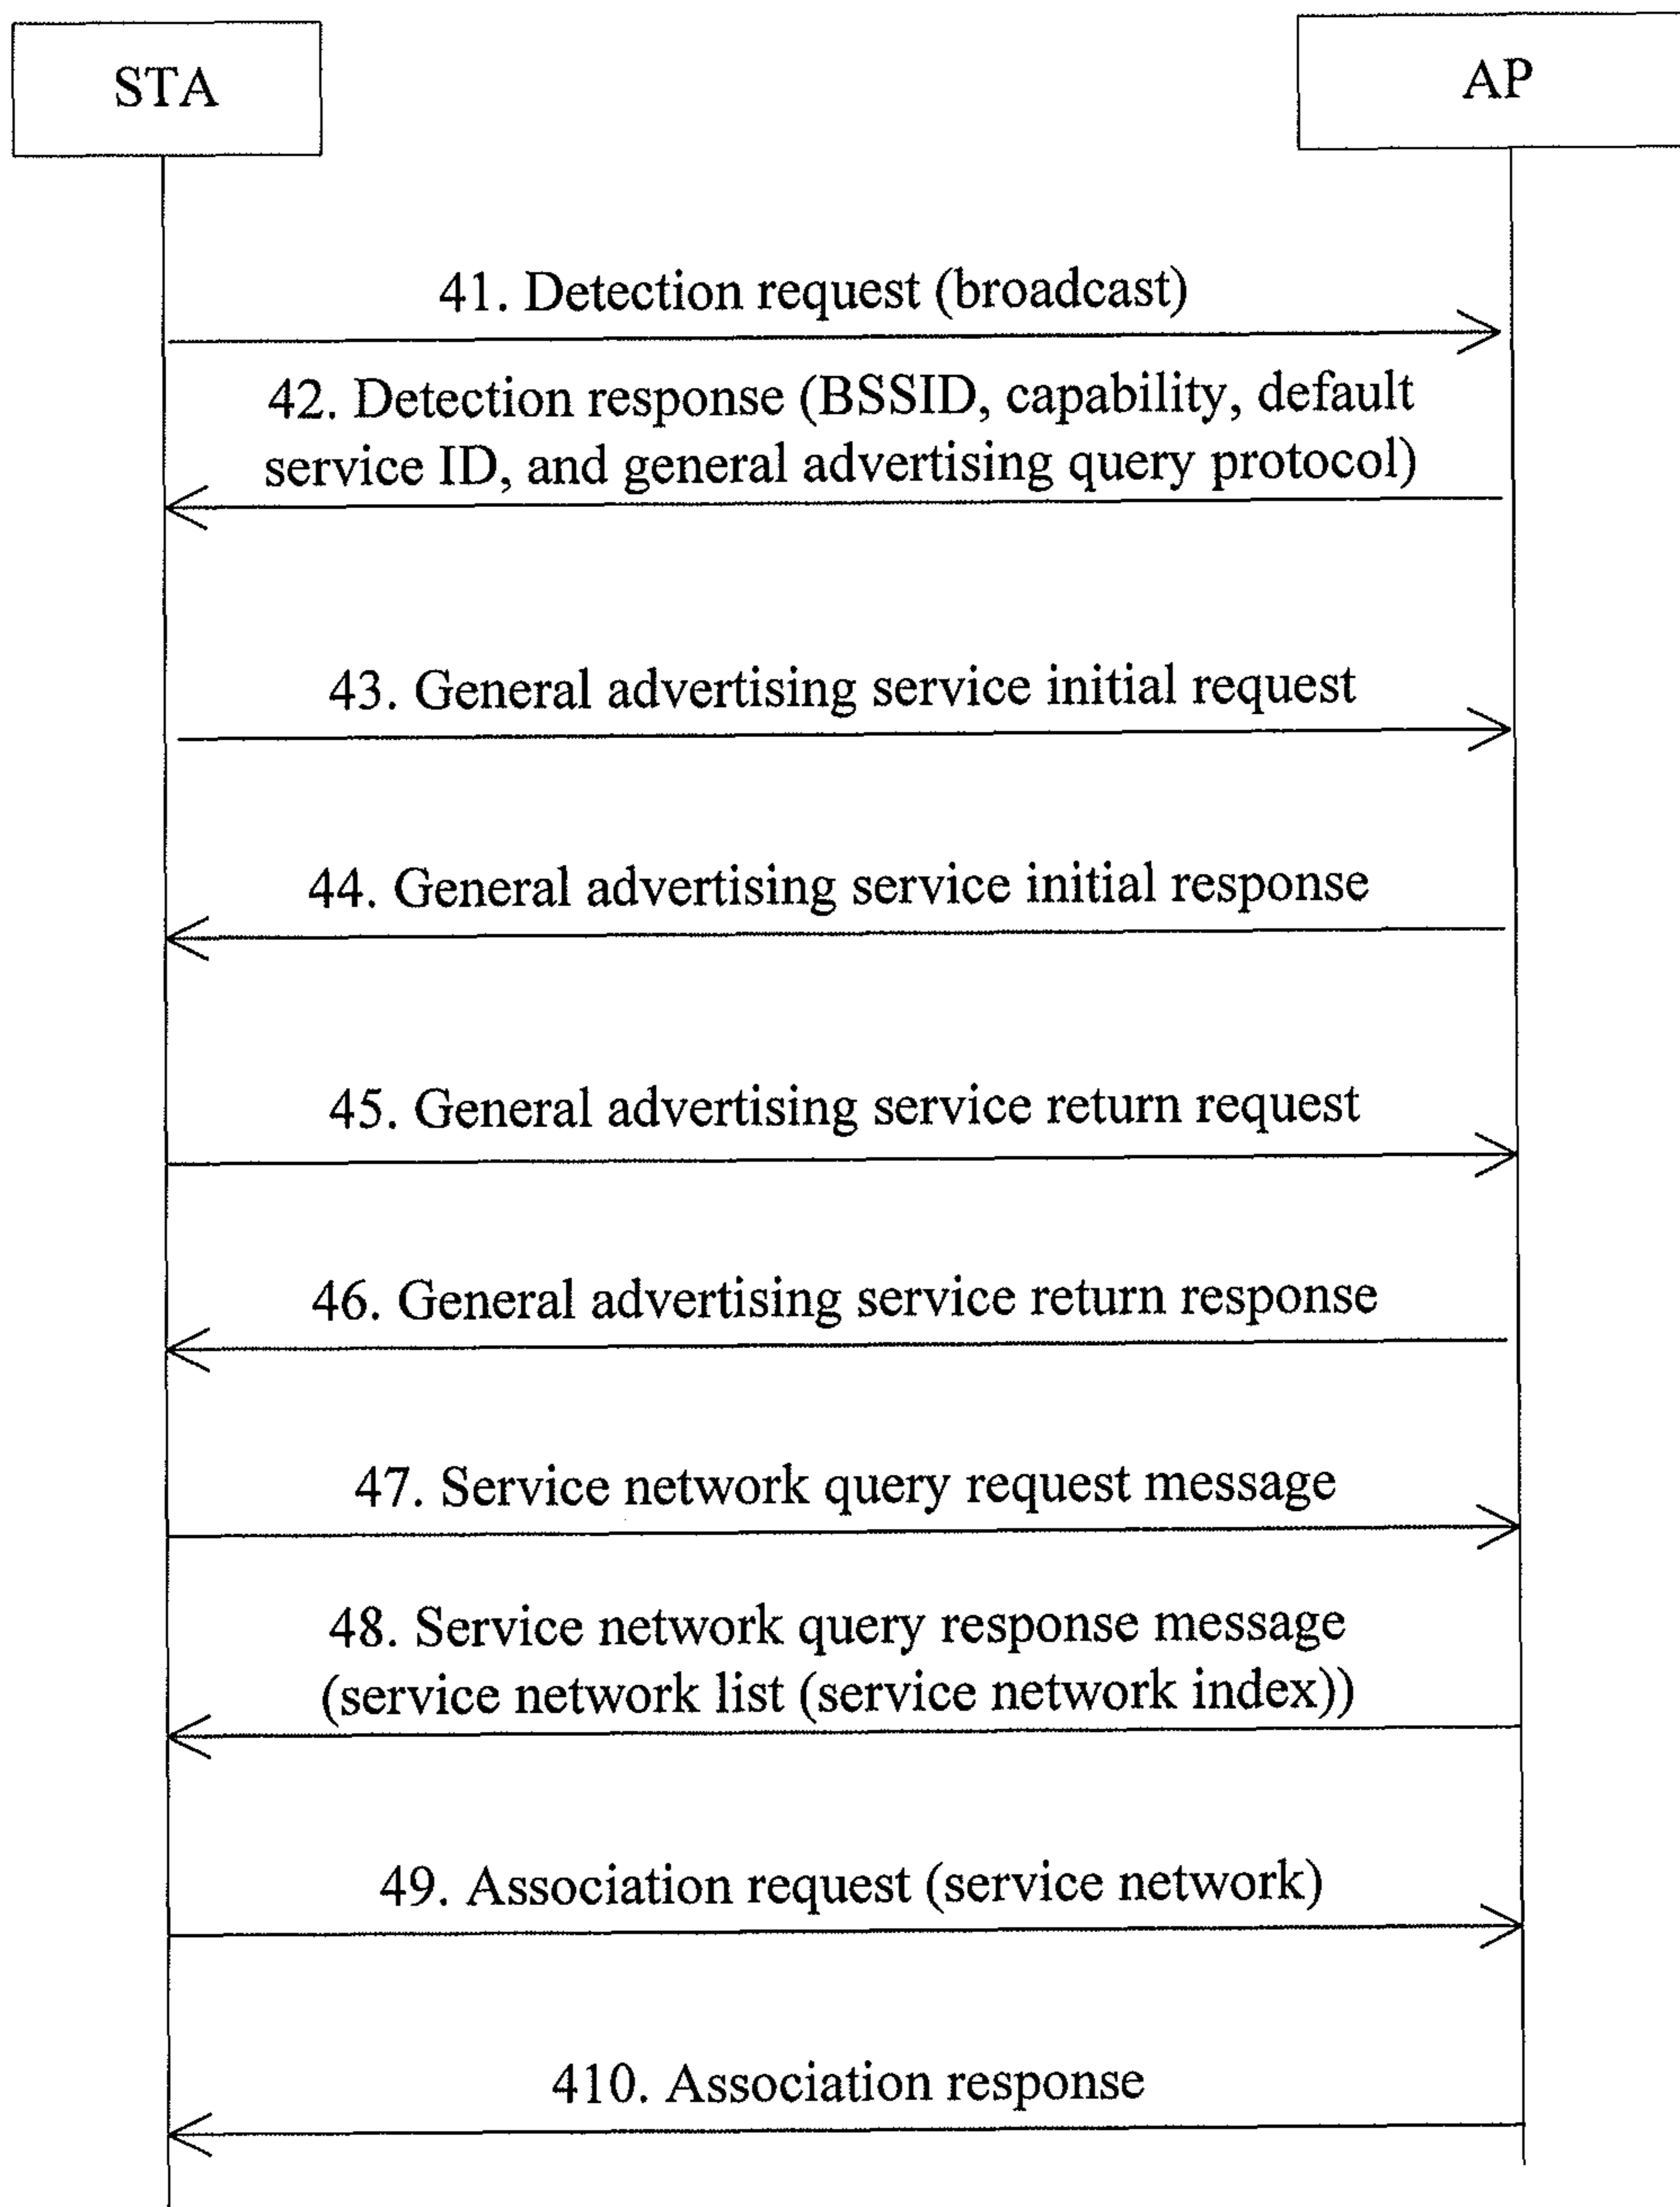 STA
AP
41. Detection request (broadcast)
42. Detection response (BSSID, capability, default
service ID, and general advertising query protocol)
43. General advertising service initial request
44. General advertising service initial response
45. General advertising service return request
46. General advertising service return response
47. Service network query request message
48. Service network query response message
(service network list (service network index))
49. Association request (service network)
410. Association response